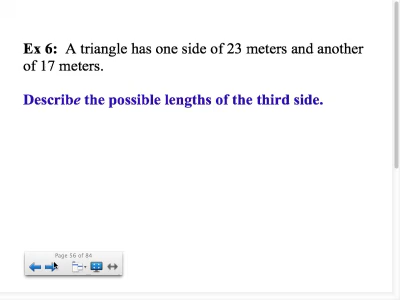 Ex 6: A triangle has one side of 23 meters and another
of 17 meters.
Describe the possible lengths of the third side.
Page 56 of 84